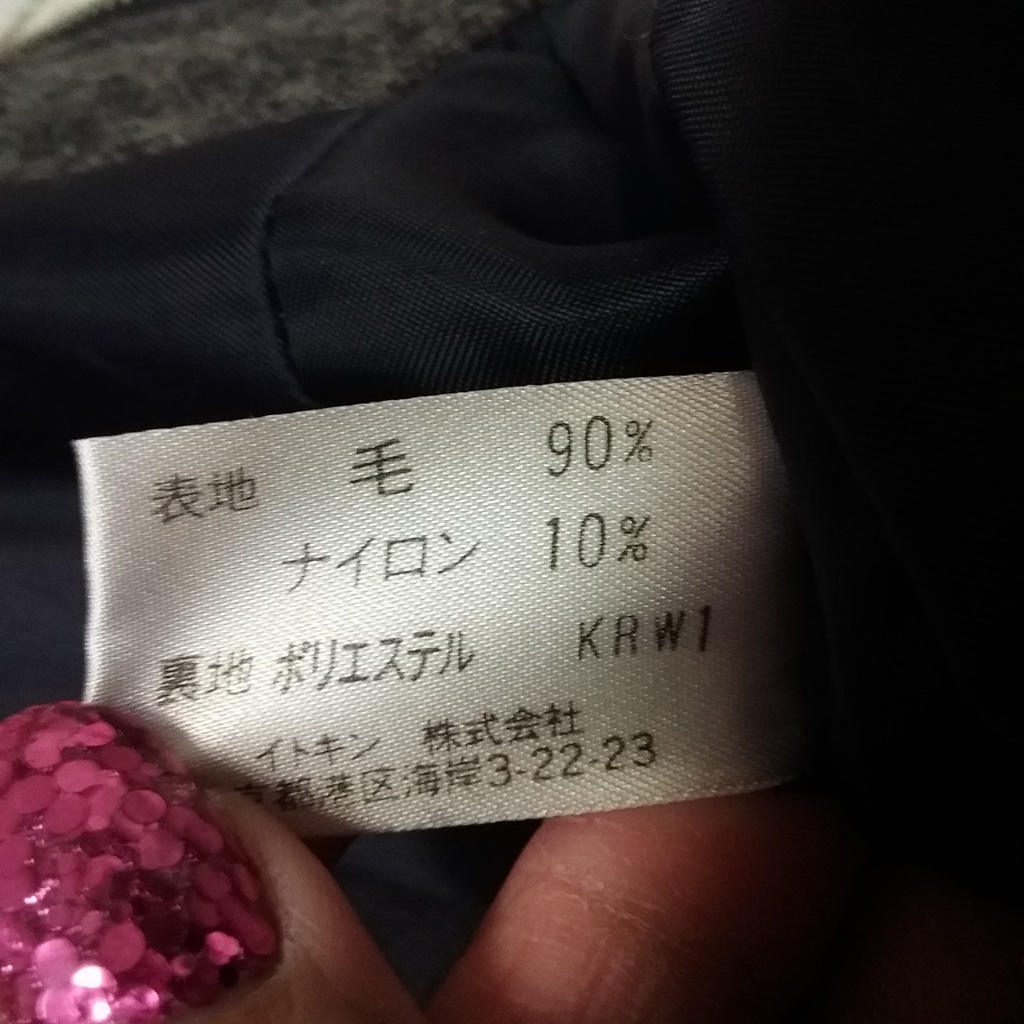 表地 毛 90%
ナイロン 10%
裏地 ポリエステル KRW1
イトキン 株式会社
京都港区海岸3-22-23